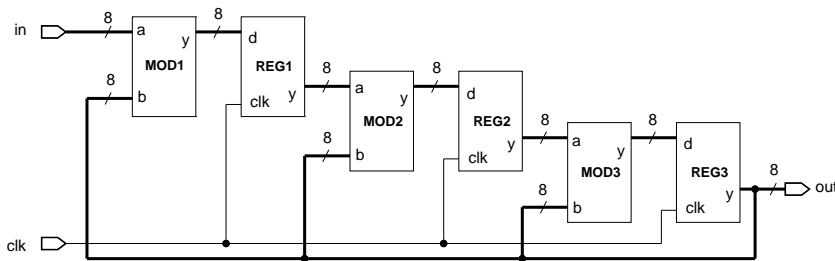 in 8 a MOD1 y 8 d REG1
8 b clk y 8 a MOD2 y 8 d REG2
8 b clk y 8 a MOD3 y 8 d REG3
8 b clk y 8 out
clk